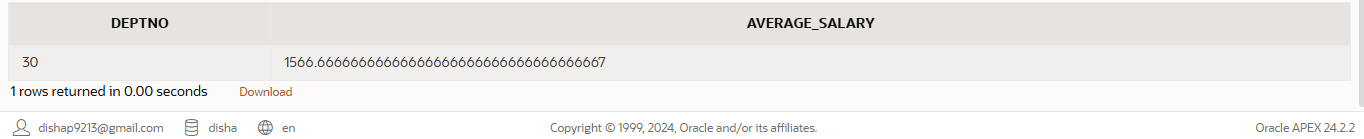 DEPTNO AVERAGE_SALARY
30 1566.66666666666666666666666666666667
1 rows returned in 0.00 seconds Download
dishap9213@gmail.com disha en Copyright © 1999, 2024, Oracle and/or its affiliates. Oracle APEX 24.2.2